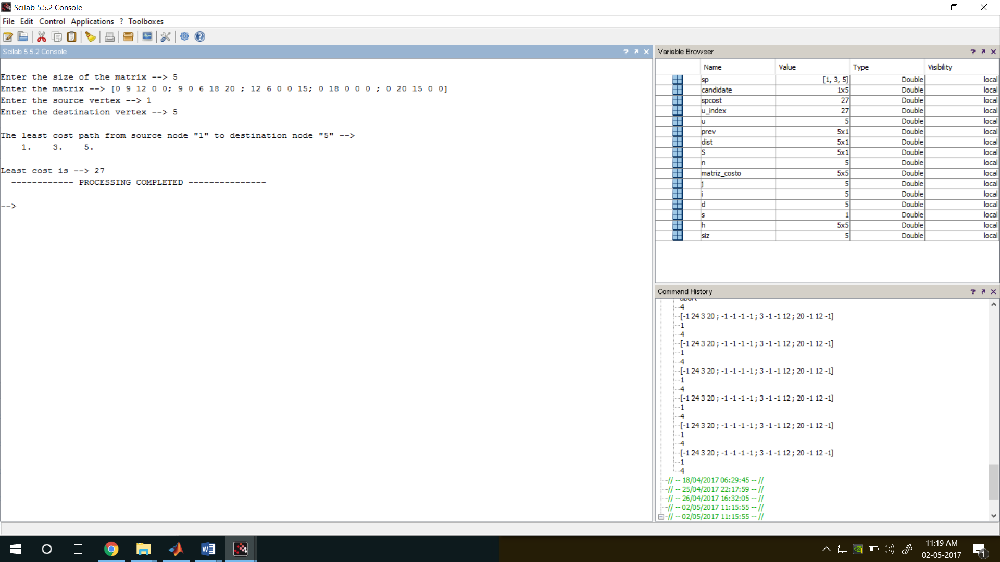 Scilab 5.5.2 Console
File Edit Control Applications ? Toolboxes
Scilab 5.5.2 Console
Enter the size of the matrix --> 5
Enter the matrix --> [0 9 12 0 0; 9 0 6 18 20 ; 12 6 0 0 15; 0 18 0 0 0 ; 0 20 15 0 0]
Enter the source vertex --> 1
Enter the destination vertex --> 5
The least cost path from source node "1" to destination node "5" -->
1. 3. 5.
Least cost is --> 27
------------ PROCESSING COMPLETED ---------------
-->
Variable Browser
Name Value Type Visibility
sp [1, 3, 5] Double local
candidate 1x5 Double local
spcost 27 Double local
u_index 27 Double local
u 5 Double local
prev 5x1 Double local
dist 5x1 Double local
S 5x1 Double local
n 5 Double local
matriz_costo 5x5 Double local
j 5 Double local
i 5 Double local
d 5 Double local
s 1 Double local
h 5x5 Double local
siz 5 Double local
Command History
abort
4
[-1 24 3 20 ; -1 -1 -1 -1 ; 3 -1 -1 12 ; 20 -1 12 -1]
1
4
[-1 24 3 20 ; -1 -1 -1 -1 ; 3 -1 -1 12 ; 20 -1 12 -1]
1
4
[-1 24 3 20 ; -1 -1 -1 -1 ; 3 -1 -1 12 ; 20 -1 12 -1]
1
4
[-1 24 3 20 ; -1 -1 -1 -1 ; 3 -1 -1 12 ; 20 -1 12 -1]
1
4
[-1 24 3 20 ; -1 -1 -1 -1 ; 3 -1 -1 12 ; 20 -1 12 -1]
1
4
[-1 24 3 20 ; -1 -1 -1 -1 ; 3 -1 -1 12 ; 20 -1 12 -1]
1
4
// -- 18/04/2017 06:29:45 -- //
// -- 25/04/2017 22:17:59 -- //
// -- 26/04/2017 16:32:05 -- //
// -- 02/05/2017 11:15:55 -- //
// -- 02/05/2017 11:15:55 -- //
11:19 AM
02-05-2017
1